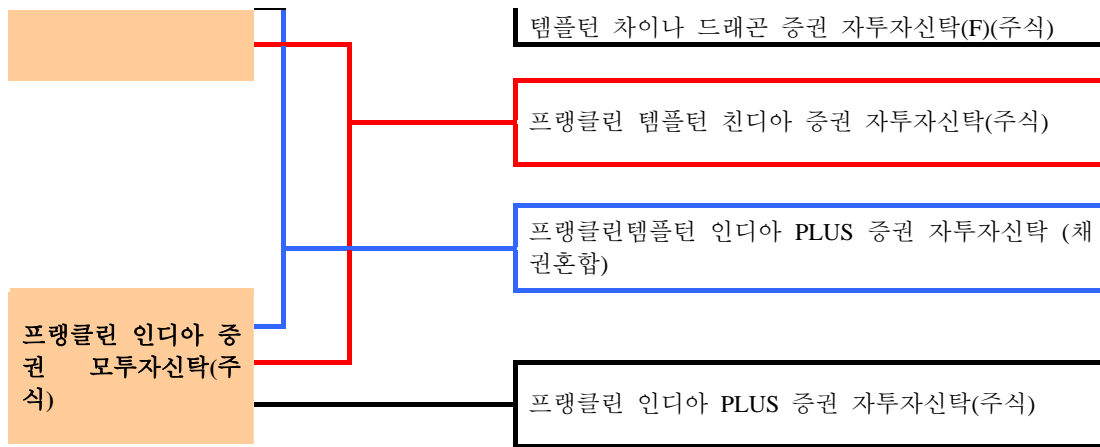 템플턴 차이나 드래곤 증권 자투자신탁(F)(주식)
프랭클린 템플턴 친디아 증권 자투자신탁(주식)
프랭클린템플턴 인디아 PLUS 증권 자투자신탁 (채
권혼합)
프랭클린 인디아 증
권 모투자신탁(주
식)
프랭클린 인디아 PLUS 증권 자투자신탁(주식)